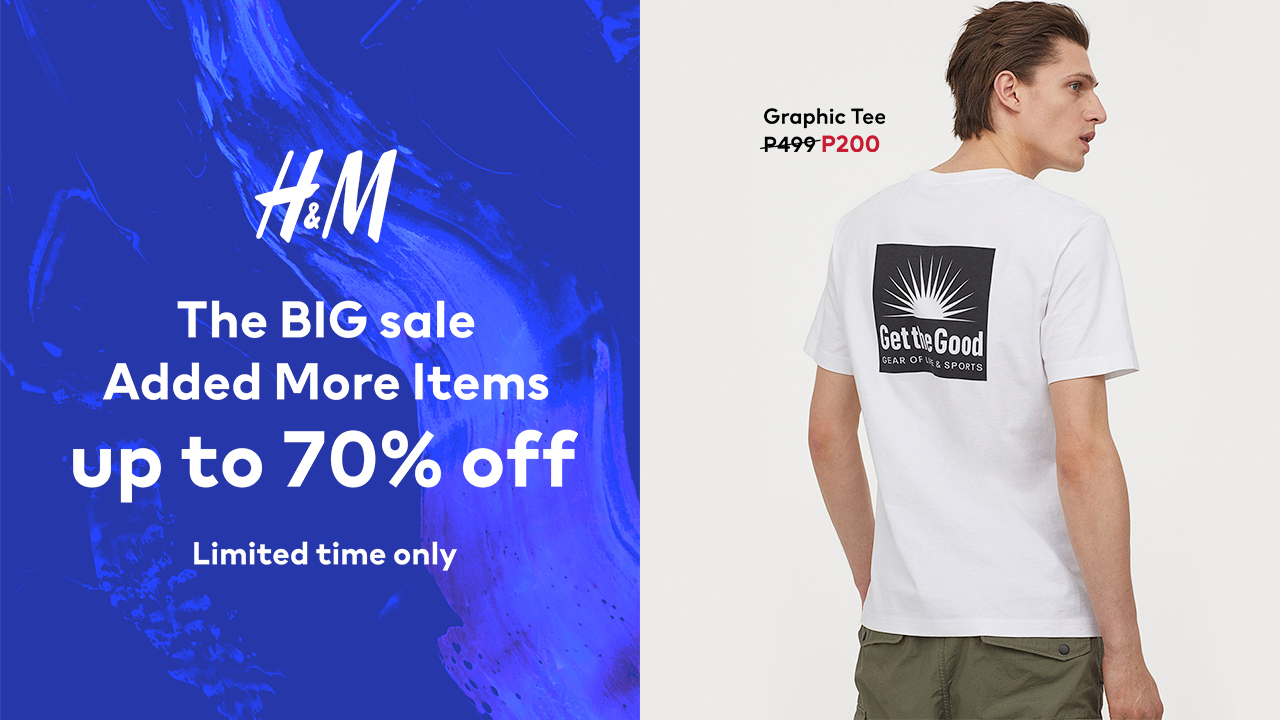 H&M
The BIG sale
Added More Items
up to 70% off
Limited time only
Graphic Tee
P499 P200
Get the Good
GEAR OF LIFE & SPORTS